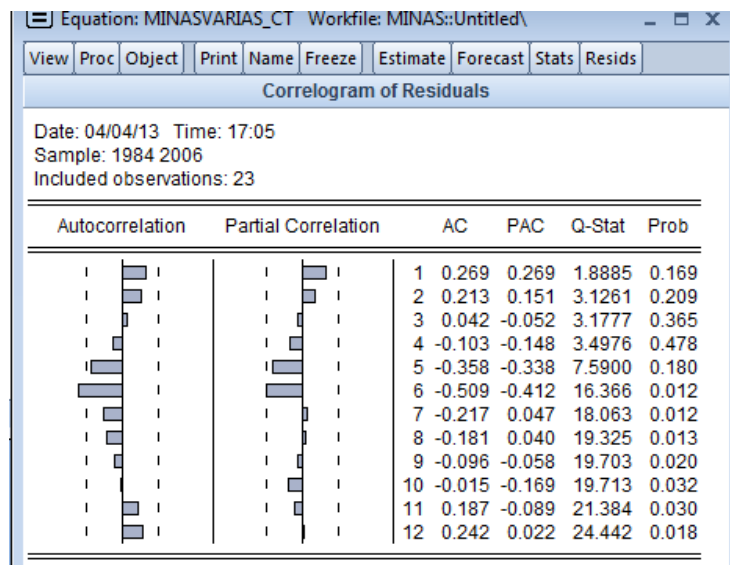 Equation: MINASVARIAS_CT Workfile: MINAS::Untitled\
View Proc Object Print Name Freeze Estimate Forecast Stats Resids
Correlogram of Residuals
Date: 04/04/13 Time: 17:05
Sample: 1984 2006
Included observations: 23
Autocorrelation Partial Correlation AC PAC Q-Stat Prob
1 0.269 0.269 1.8885 0.169
2 0.213 0.151 3.1261 0.209
3 0.042 -0.052 3.1777 0.365
4 -0.103 -0.148 3.4976 0.478
5 -0.358 -0.338 7.5900 0.180
6 -0.509 -0.412 16.366 0.012
7 -0.217 0.047 18.063 0.012
8 -0.181 0.040 19.325 0.013
9 -0.096 -0.058 19.703 0.020
10 -0.015 -0.169 19.713 0.032
11 0.187 -0.089 21.384 0.030
12 0.242 0.022 24.442 0.018